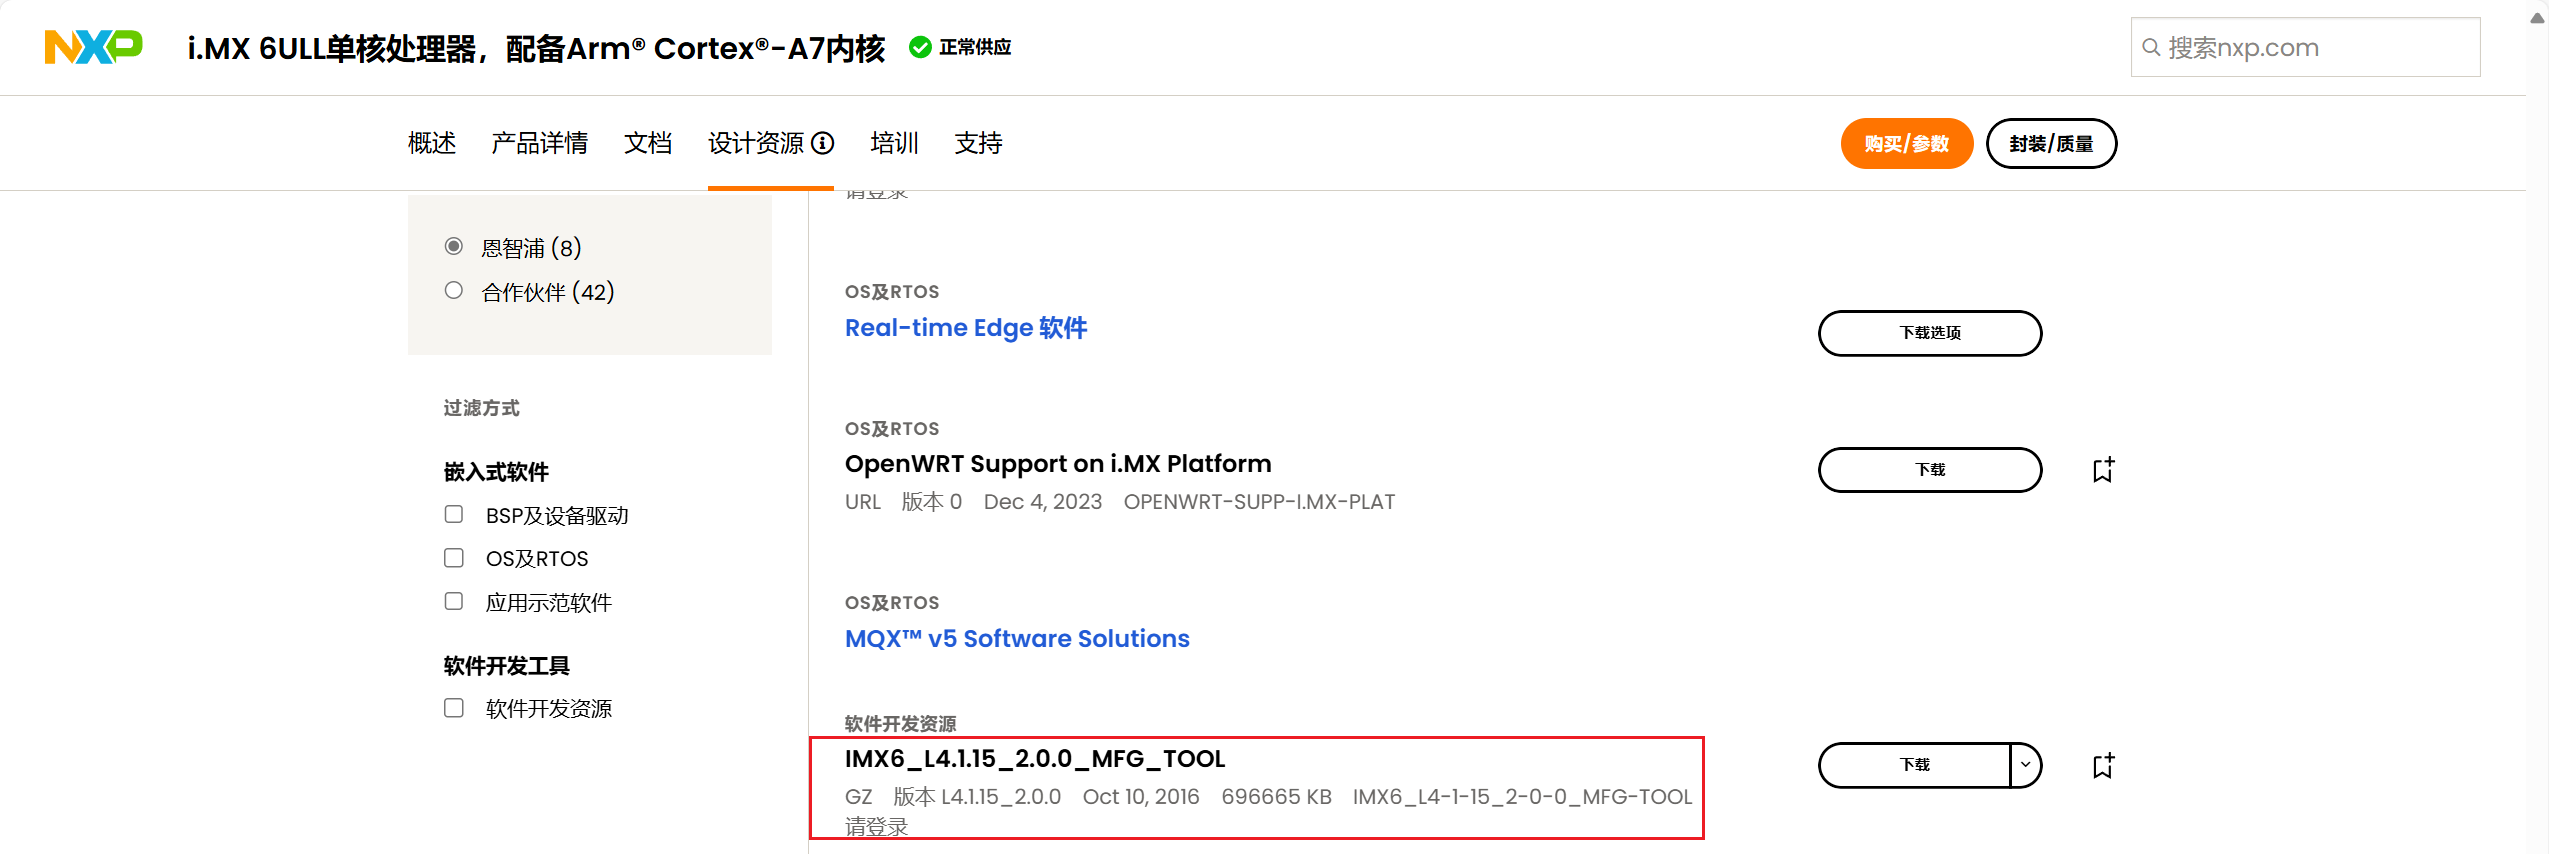 NXP
i.MX 6ULL单核处理器，配备Arm® Cortex®-A7内核
正常供应
搜索nxp.com
概述
产品详情
文档
设计资源
培训
支持
购买/参数
封装/质量
请登录
恩智浦 (8)
合作伙伴 (42)
过滤方式
嵌入式软件
BSP及设备驱动
OS及RTOS
应用示范软件
软件开发工具
软件开发资源
OS及RTOS
Real-time Edge 软件
下载选项
OS及RTOS
OpenWRT Support on i.MX Platform
URL 版本 0 Dec 4, 2023 OPENWRT-SUPP-I.MX-PLAT
下载
OS及RTOS
MQX™ v5 Software Solutions
软件开发资源
IMX6_L4.1.15_2.0.0_MFG_TOOL
GZ 版本 L4.1.15_2.0.0 Oct 10, 2016 696665 KB IMX6_L4-1-15_2-0-0_MFG-TOOL
请登录
下载